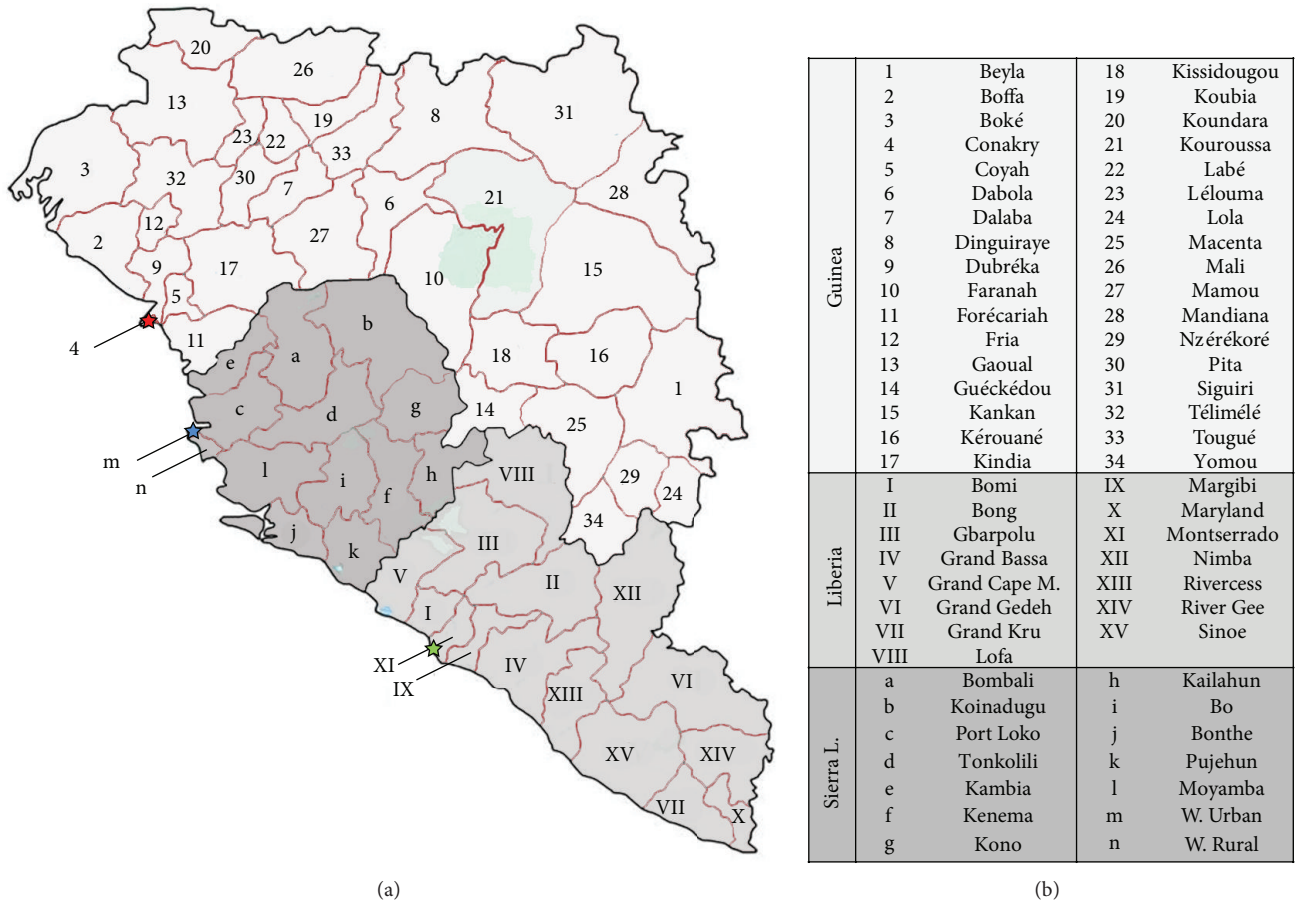 20
26
13
8
31
19
23
22
33
3
32
30
7
21
28
6
12
2
27
9
17
10
15
5
4
11
b
18
16
a
e
1
c
d
g
14
25
m
n
l
VIII
i
h
f
29
24
j
34
k
III
V
II
XII
I
XI
IX
IV
VI
XIII
XV
XIV
VII
X
(a)
Guinea
1 Beyla 18 Kissidougou
2 Boffa 19 Koubia
3 Boké 20 Koundara
4 Conakry 21 Kouroussa
5 Coyah 22 Labé
6 Dabola 23 Lélouma
7 Dalaba 24 Lola
8 Dinguiraye 25 Macenta
9 Dubréka 26 Mali
10 Faranah 27 Mamou
11 Forécariah 28 Mandiana
12 Fria 29 Nzérékoré
13 Gaoual 30 Pita
14 Guéckédou 31 Siguiri
15 Kankan 32 Télimélé
16 Kérouané 33 Tougué
17 Kindia 34 Yomou
Liberia
I Bomi IX Margibi
II Bong X Maryland
III Gbarpolu XI Montserrado
IV Grand Bassa XII Nimba
V Grand Cape M. XIII Rivercess
VI Grand Gedeh XIV River Gee
VII Grand Kru XV Sinoe
VIII Lofa
Sierra L.
a Bombali h Kailahun
b Koinadugu i Bo
c Port Loko j Bonthe
d Tonkolili k Pujehun
e Kambia l Moyamba
f Kenema m W. Urban
g Kono n W. Rural
(b)